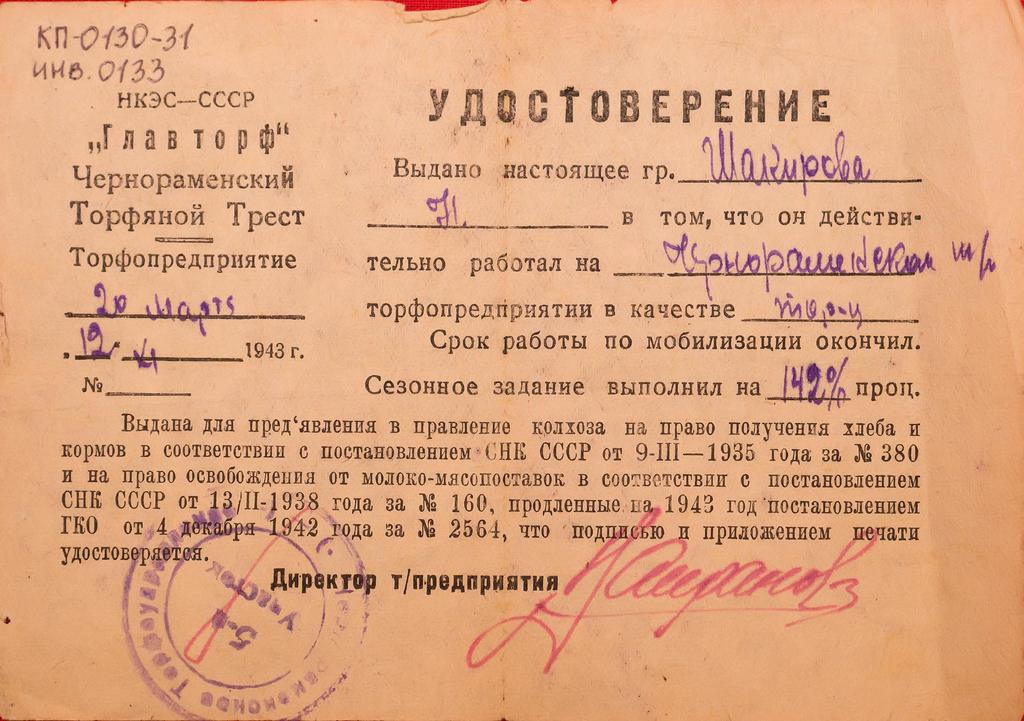 КП-0130-31
инв. 0133
НКЭС—СССР
„Главторф“
Чернораменский
Торфяной Трест
Торфопредприятие
20 Марта
„12“ XI 1943 г.
№
УДОСТОВЕРЕНИЕ
Выдано настоящее гр. Шакирова
Н. в том, что он действи-
тельно работал на т/п
торфопредприятии в качестве торф-ц
Срок работы по мобилизации окончил.
Сезонное задание выполнил на 142% проц.
Выдана для пред‘явления в правление колхоза на право получения хлеба и
кормов в соответствии с постановлением СНК СССР от 9-III—1935 года за № 380
и на право освобождения от молоко-мясопоставок в соответствии с постановлением
СНК СССР от 13/II-1938 года за № 160, продленные на 1943 год постановлением
ГКО от 4 декабря 1942 года за № 2564, что подписью и приложением печати
удостоверяется.
Директор т/предприятия
5-й
Участок